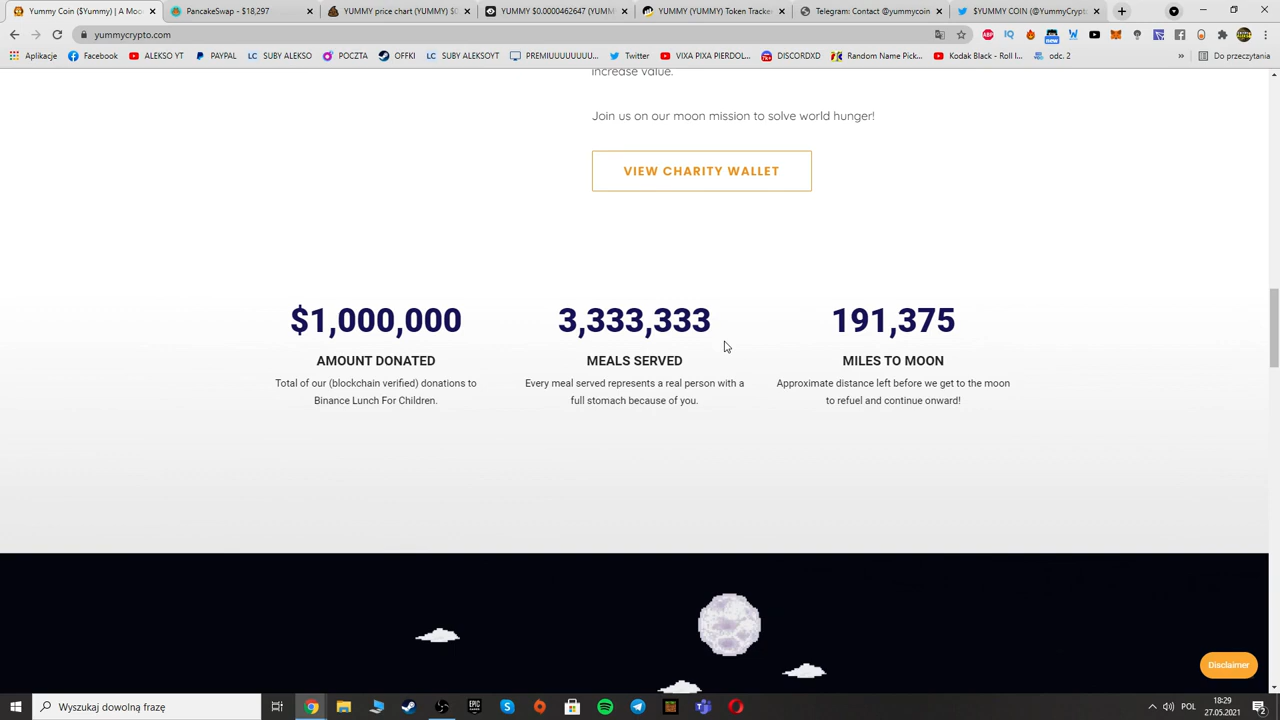 Yummy Coin ($Yummy) | A Moo
PancakeSwap - $18,297
YUMMY price chart (YUMMY) $0
YUMMY $0.0000462647 (YUMMY
YUMMY (YUMMY) Token Tracker
Telegram: Contact @yummycoin
$YUMMY COIN (@YummyCrypto
yummycrypto.com
Aplikacje
Facebook
ALEKSO YT
PAYPAL
SUBY ALEKSO
POCZTA
OFFKI
SUBY ALEKSOYT
PREMIUUUUUUU...
Twitter
VIXA PIXA PIERDOL...
DISCORDXD
Random Name Pick...
Kodak Black - Roll I...
odc. 2
»
Do przeczytania
increase value.
Join us on our moon mission to solve world hunger!
VIEW CHARITY WALLET
$1,000,000
AMOUNT DONATED
Total of our (blockchain verified) donations to
Binance Lunch For Children.
3,333,333
MEALS SERVED
Every meal served represents a real person with a
full stomach because of you.
191,375
MILES TO MOON
Approximate distance left before we get to the moon
to refuel and continue onward!
Disclaimer
Wyszukaj dowolną frazę
POL
18:29
27.05.2021